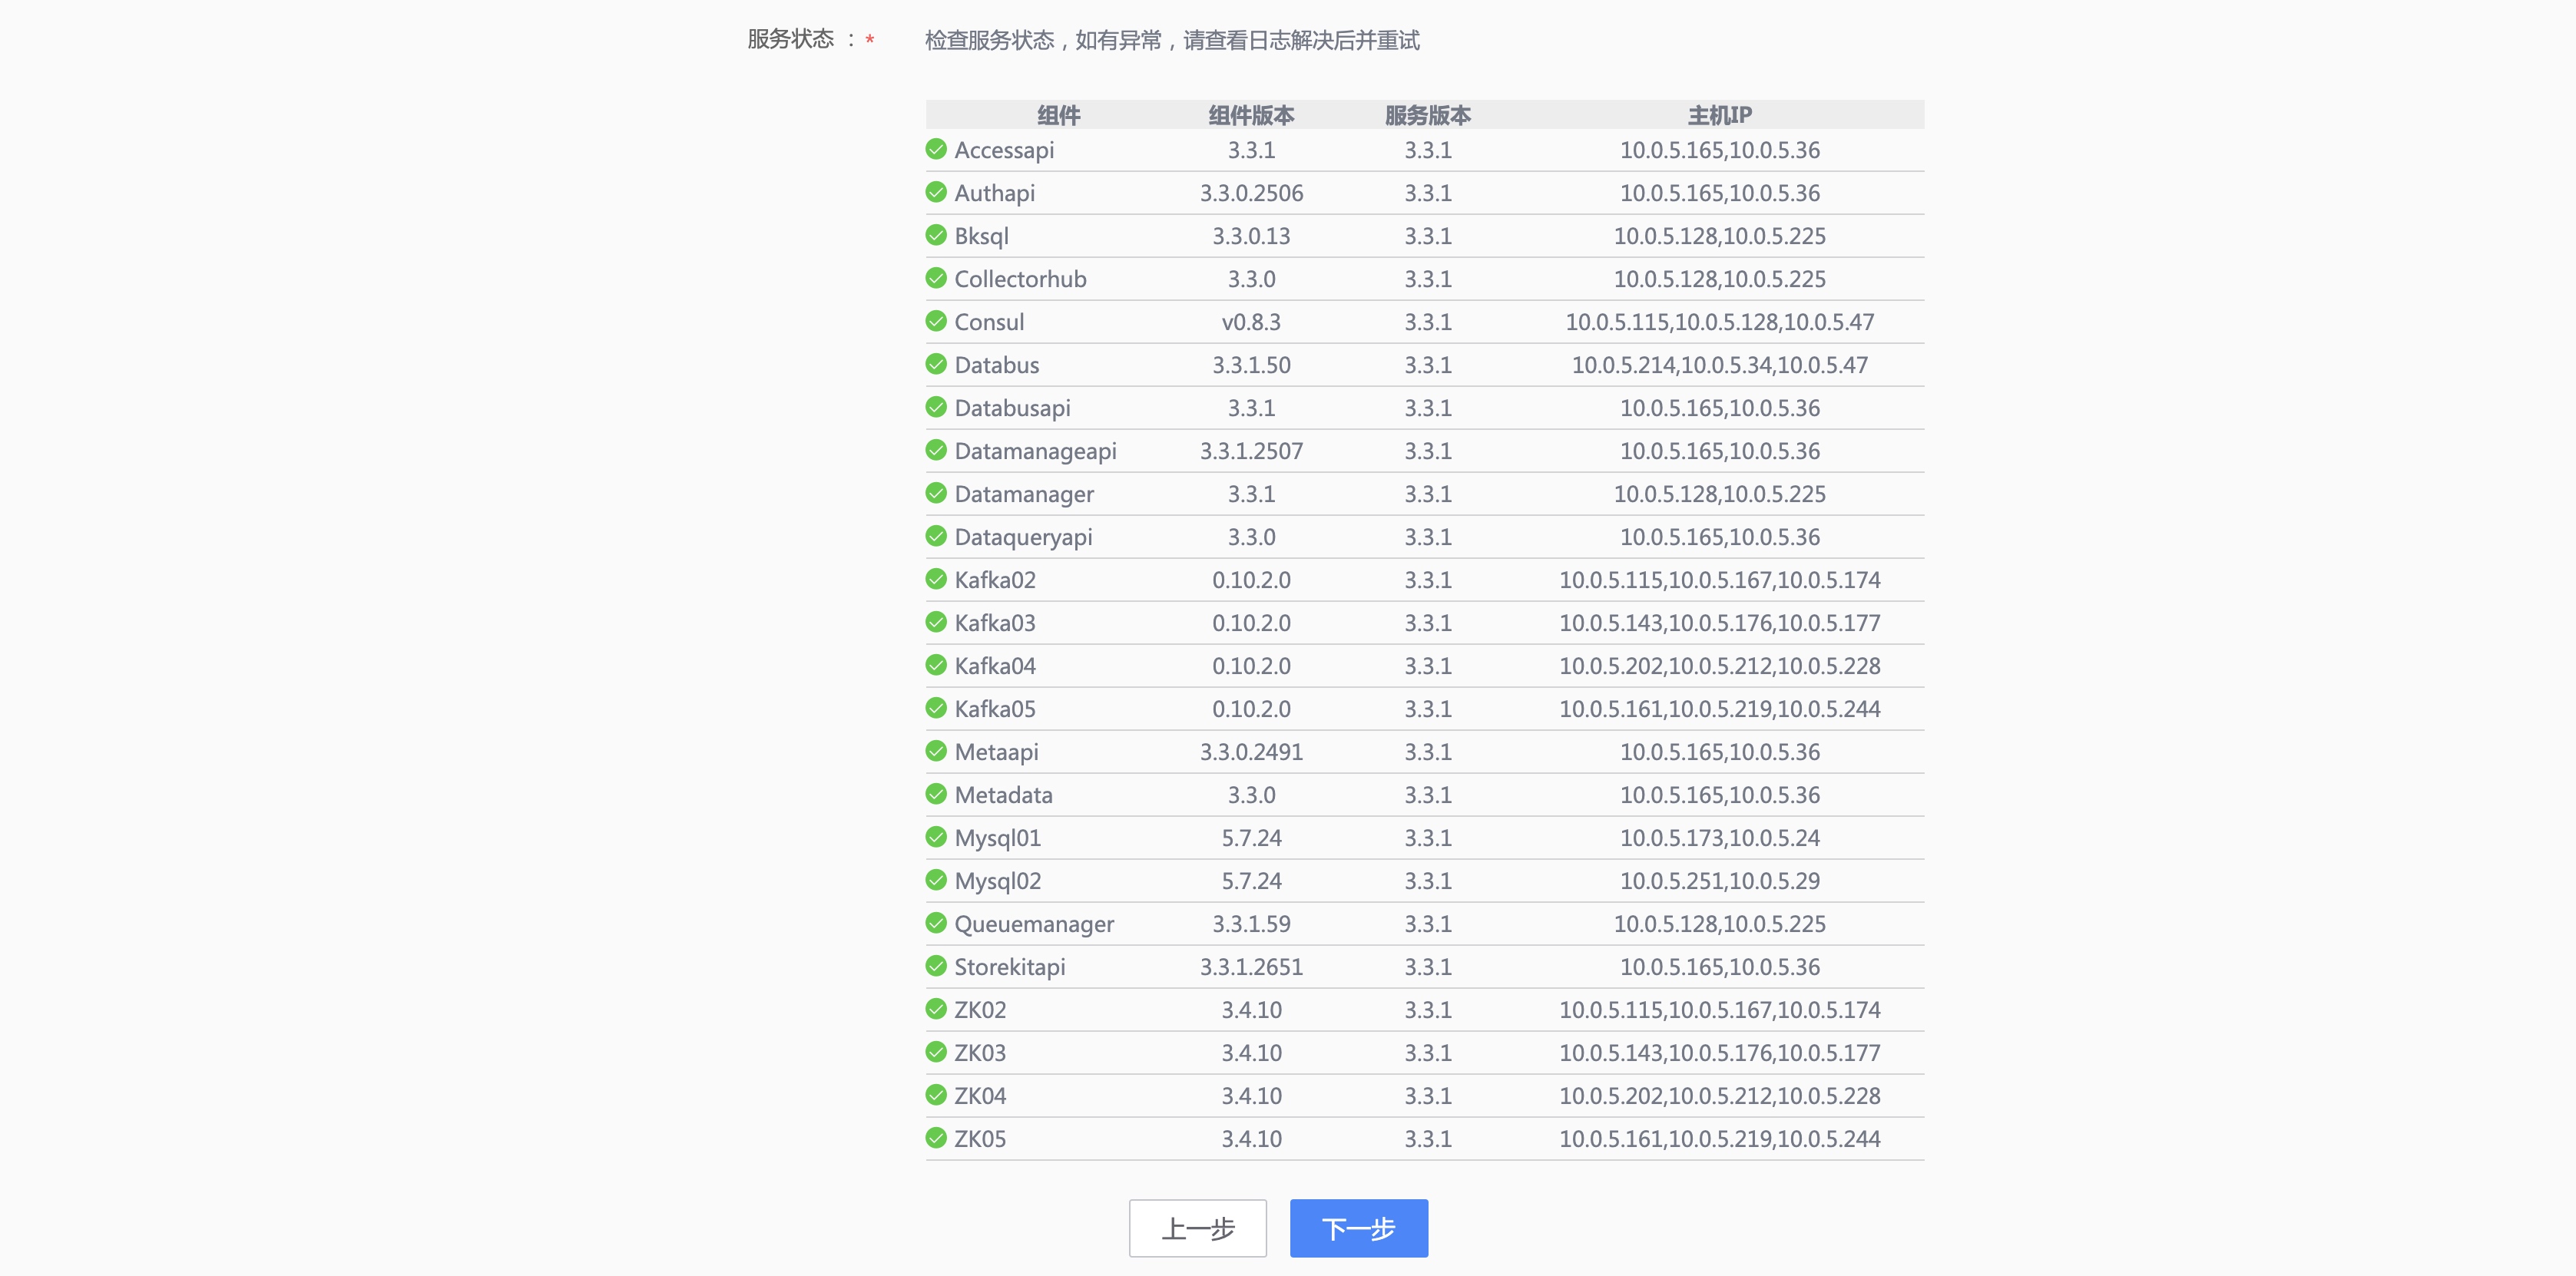 服务状态 ： * 检查服务状态，如有异常，请查看日志解决后并重试
组件 组件版本 服务版本 主机IP
Accessapi 3.3.1 3.3.1 10.0.5.165,10.0.5.36
Authapi 3.3.0.2506 3.3.1 10.0.5.165,10.0.5.36
Bksql 3.3.0.13 3.3.1 10.0.5.128,10.0.5.225
Collectorhub 3.3.0 3.3.1 10.0.5.128,10.0.5.225
Consul v0.8.3 3.3.1 10.0.5.115,10.0.5.128,10.0.5.47
Databus 3.3.1.50 3.3.1 10.0.5.214,10.0.5.34,10.0.5.47
Databusapi 3.3.1 3.3.1 10.0.5.165,10.0.5.36
Datamanageapi 3.3.1.2507 3.3.1 10.0.5.165,10.0.5.36
Datamanager 3.3.1 3.3.1 10.0.5.128,10.0.5.225
Dataqueryapi 3.3.0 3.3.1 10.0.5.165,10.0.5.36
Kafka02 0.10.2.0 3.3.1 10.0.5.115,10.0.5.167,10.0.5.174
Kafka03 0.10.2.0 3.3.1 10.0.5.143,10.0.5.176,10.0.5.177
Kafka04 0.10.2.0 3.3.1 10.0.5.202,10.0.5.212,10.0.5.228
Kafka05 0.10.2.0 3.3.1 10.0.5.161,10.0.5.219,10.0.5.244
Metaapi 3.3.0.2491 3.3.1 10.0.5.165,10.0.5.36
Metadata 3.3.0 3.3.1 10.0.5.165,10.0.5.36
Mysql01 5.7.24 3.3.1 10.0.5.173,10.0.5.24
Mysql02 5.7.24 3.3.1 10.0.5.251,10.0.5.29
Queuemanager 3.3.1.59 3.3.1 10.0.5.128,10.0.5.225
Storekitapi 3.3.1.2651 3.3.1 10.0.5.165,10.0.5.36
ZK02 3.4.10 3.3.1 10.0.5.115,10.0.5.167,10.0.5.174
ZK03 3.4.10 3.3.1 10.0.5.143,10.0.5.176,10.0.5.177
ZK04 3.4.10 3.3.1 10.0.5.202,10.0.5.212,10.0.5.228
ZK05 3.4.10 3.3.1 10.0.5.161,10.0.5.219,10.0.5.244
上一步 下一步